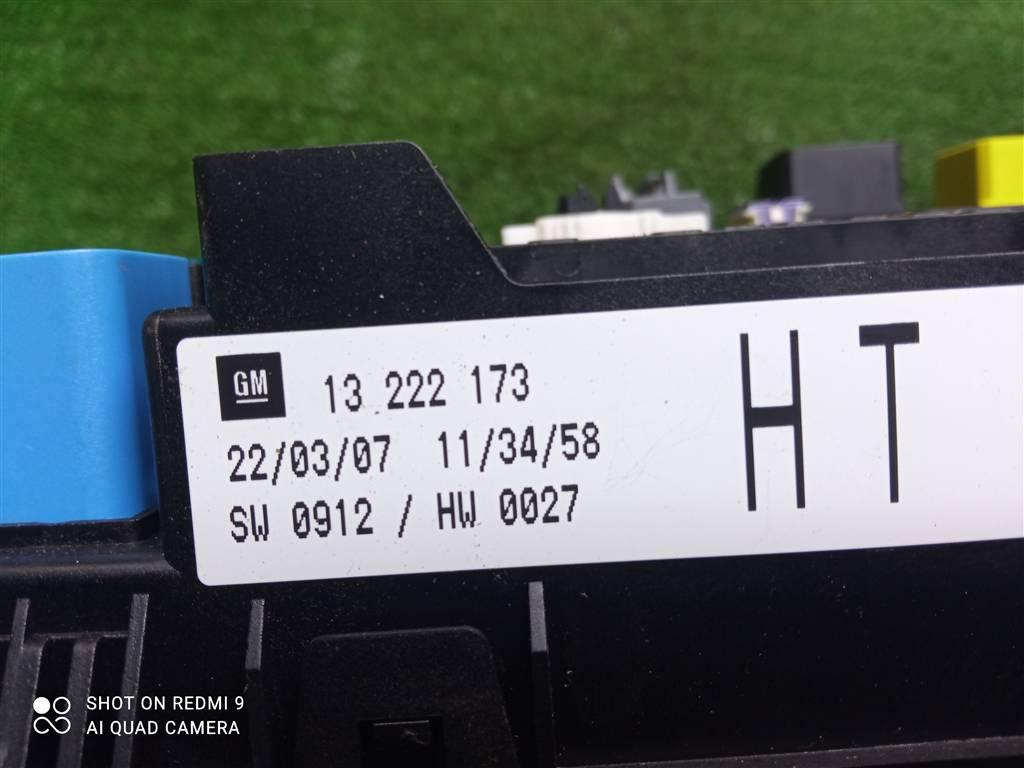 GM 13 222 173
22/03/07 11/34/58
SW 0912 / HW 0027
HT
SHOT ON REDMI 9
AI QUAD CAMERA